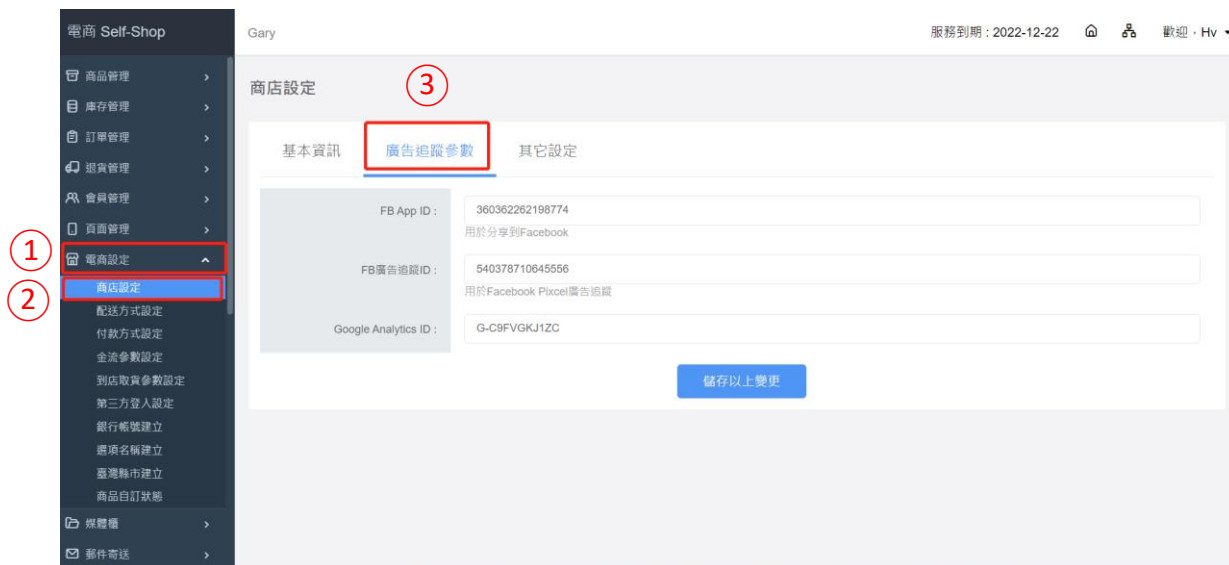 電商 Self-Shop
Gary
服務到期 : 2022-12-22
歡迎，Hv
商品管理
庫存管理
訂單管理
退貨管理
會員管理
頁面管理
① 電商設定
② 商店設定
配送方式設定
付款方式設定
金流參數設定
到店取貨參數設定
第三方登入設定
銀行帳號建立
選項名稱建立
臺灣縣市建立
商品自訂狀態
媒體櫃
郵件寄送
商店設定
③
基本資訊 廣告追蹤參數 其它設定
FB App ID : 360362262198774
用於分享到Facebook
FB廣告追蹤ID : 540378710645556
用於Facebook Pixcel廣告追蹤
Google Analytics ID : G-C9FVGKJ1ZC
儲存以上變更